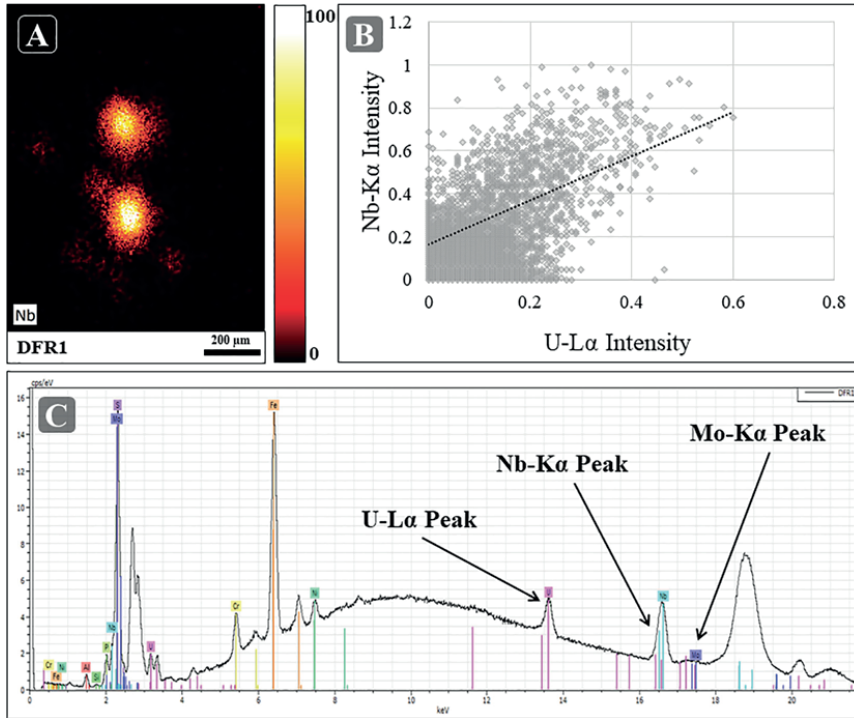 A
100
0
Nb
DFR1
200 µm
B
1.2
1
0.8
0.6
0.4
0.2
0
Nb-Kα Intensity
0 0.2 0.4 0.6 0.8
U-Lα Intensity
cps/eV
C
DFR1
16
14
12
10
8
6
4
2
0
S
Mo
Fe
Mo-Kα Peak
Nb-Kα Peak
U-Lα Peak
Cr
Ni
U
Nb
Nb
P
U
Cr
Fe
Ni
Al
Si
Mo
0 2 4 6 8 10 12 14 16 18 20
keV